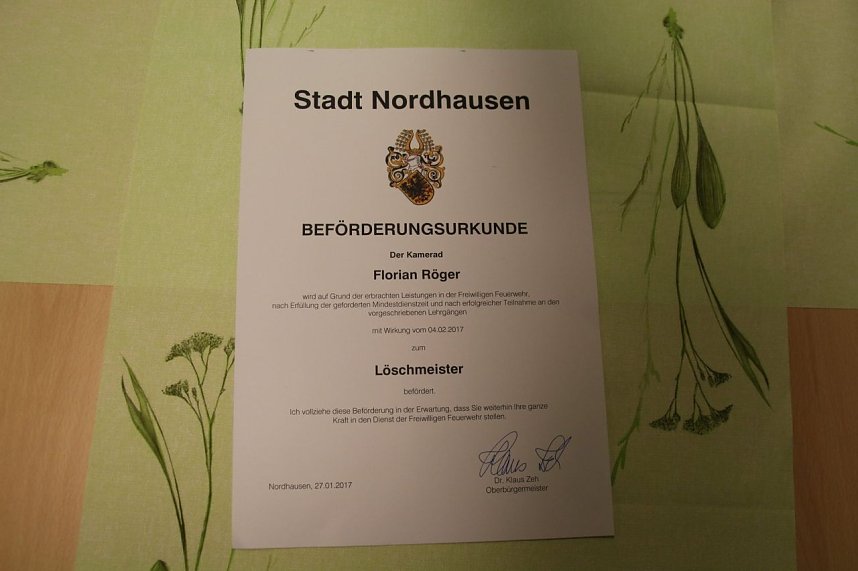 Stadt Nordhausen
BEFÖRDERUNGSURKUNDE
Der Kamerad
Florian Röger
wird auf Grund der erbrachten Leistungen in der Freiwilligen Feuerwehr,
nach Erfüllung der geforderten Mindestdienstzeit und nach erfolgreicher Teilnahme an den
vorgeschriebenen Lehrgängen
mit Wirkung vom 04.02.2017
zum
Löschmeister
befördert.
Ich vollziehe diese Beförderung in der Erwartung, dass Sie weiterhin Ihre ganze
Kraft in den Dienst der Freiwilligen Feuerwehr stellen.
Klaus Zeh
Nordhausen, 27.01.2017
Dr. Klaus Zeh
Oberbürgermeister